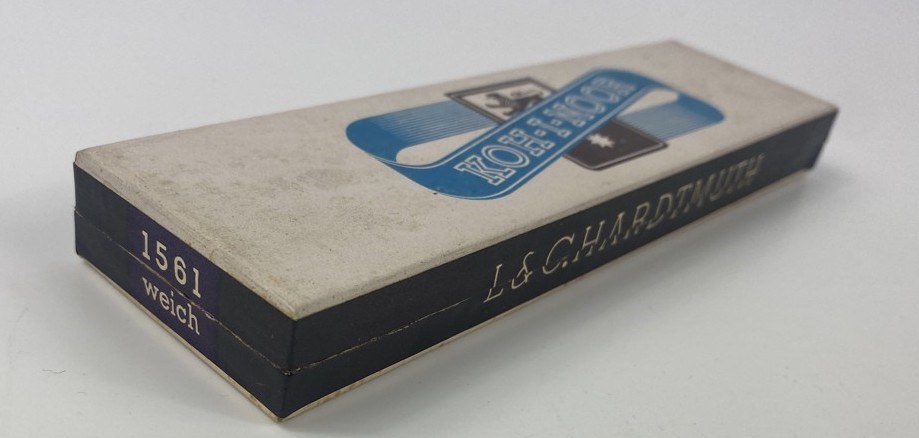 KOH-I-NOOR
L&C.HARDTMUTH
1561
weich